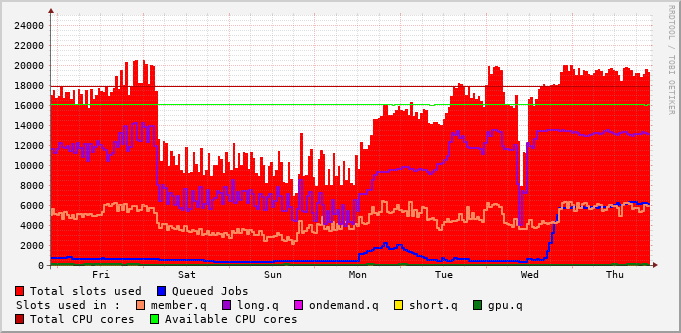 RRDTOOL / TOBI OETIKER
24000
22000
20000
18000
16000
14000
12000
10000
8000
6000
4000
2000
0
Fri Sat Sun Mon Tue Wed Thu
Total slots used Queued Jobs
Slots used in : member.q long.q ondemand.q short.q gpu.q
Total CPU cores Available CPU cores